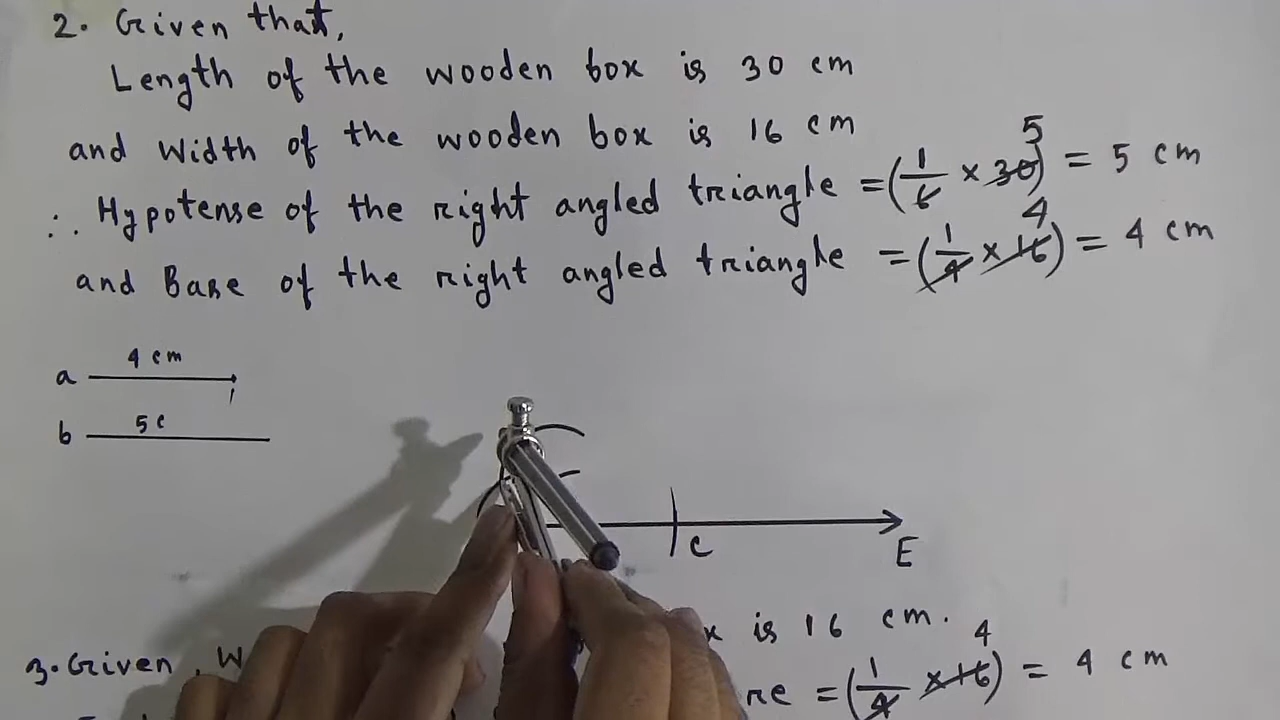 2. Given that,
Length of the wooden box is 30 cm
and Width of the wooden box is 16 cm
∴ Hypotense of the right angled triangle = (1/6 × 30) 5 = 5 cm
and Base of the right angled triangle = (1/4 × 16) 4 = 4 cm
a 4 cm
b 5 c
C
E
3. Given, W x is 16 cm.
re = (1/4 × 16) 4 = 4 cm